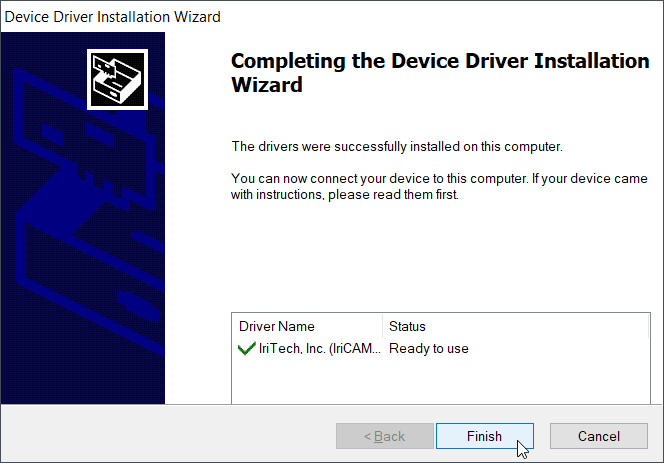 Device Driver Installation Wizard
Completing the Device Driver Installation
Wizard
The drivers were successfully installed on this computer.
You can now connect your device to this computer. If your device came
with instructions, please read them first.
Driver Name Status
IriTech, Inc. (IriCAM... Ready to use
< Back Finish Cancel